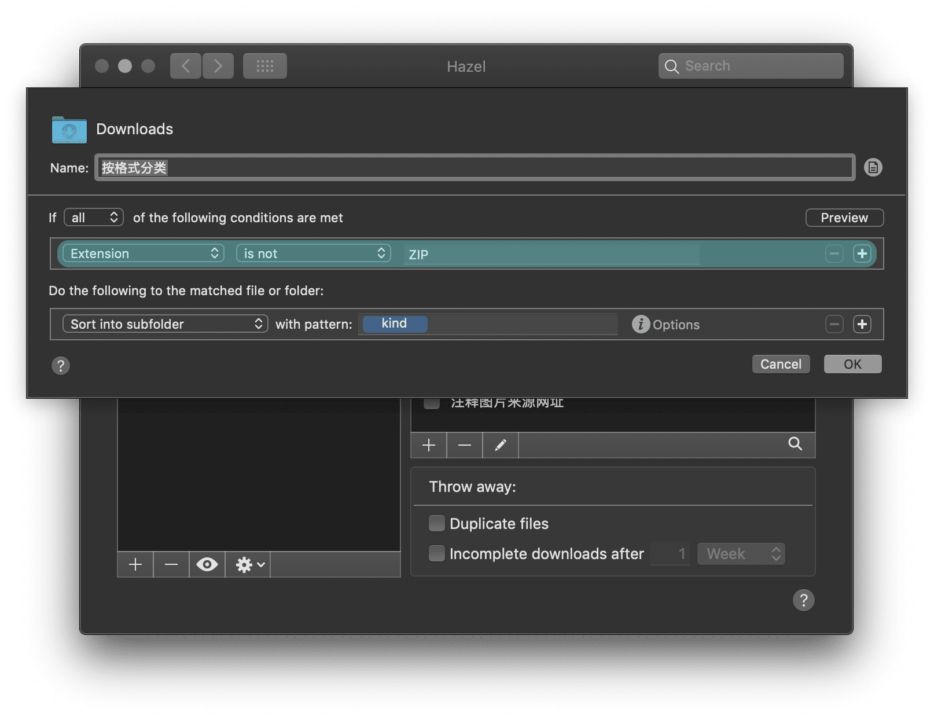 Hazel
Search
Downloads
Name: 按格式分类
If all of the following conditions are met Preview
Extension is not ZIP
Do the following to the matched file or folder:
Sort into subfolder with pattern: kind i Options
? Cancel OK
注释图片来源网址
Throw away:
Duplicate files
Incomplete downloads after 1 Week
?